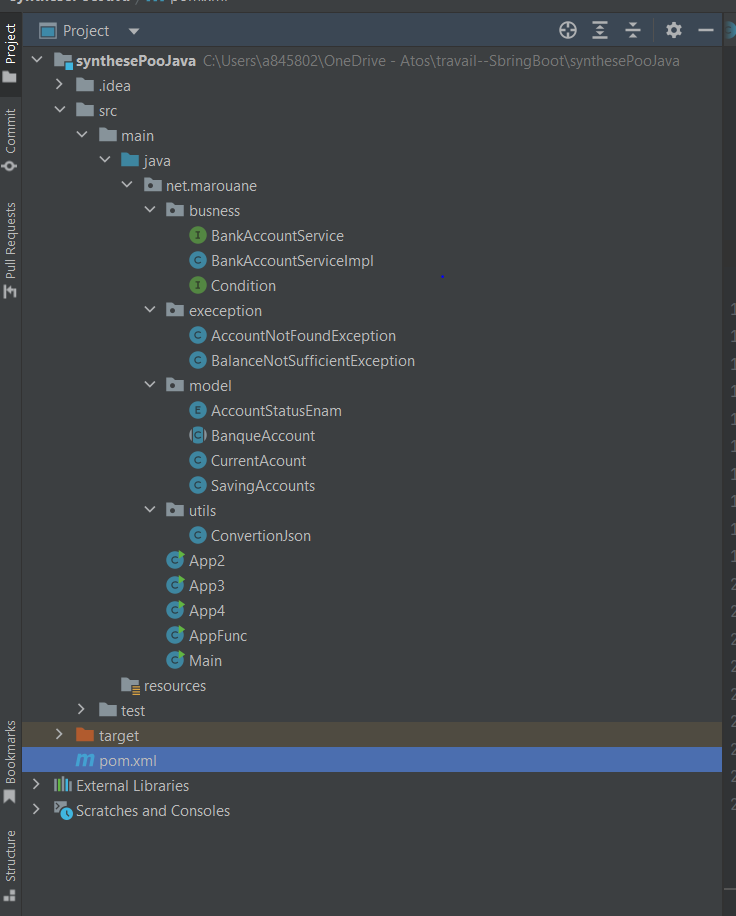 Project
synthesePooJava C:\Users\a845802\OneDrive - Atos\travail--SbringBoot\synthesePooJava
.idea
src
main
java
net.marouane
busness
BankAccountService
BankAccountServiceImpl
Condition
exeception
AccountNotFoundException
BalanceNotSufficientException
model
AccountStatusEnam
BanqueAccount
CurrentAcount
SavingAccounts
utils
ConvertionJson
App2
App3
App4
AppFunc
Main
resources
test
target
pom.xml
External Libraries
Scratches and Consoles
Project
Commit
Pull Requests
Bookmarks
Structure